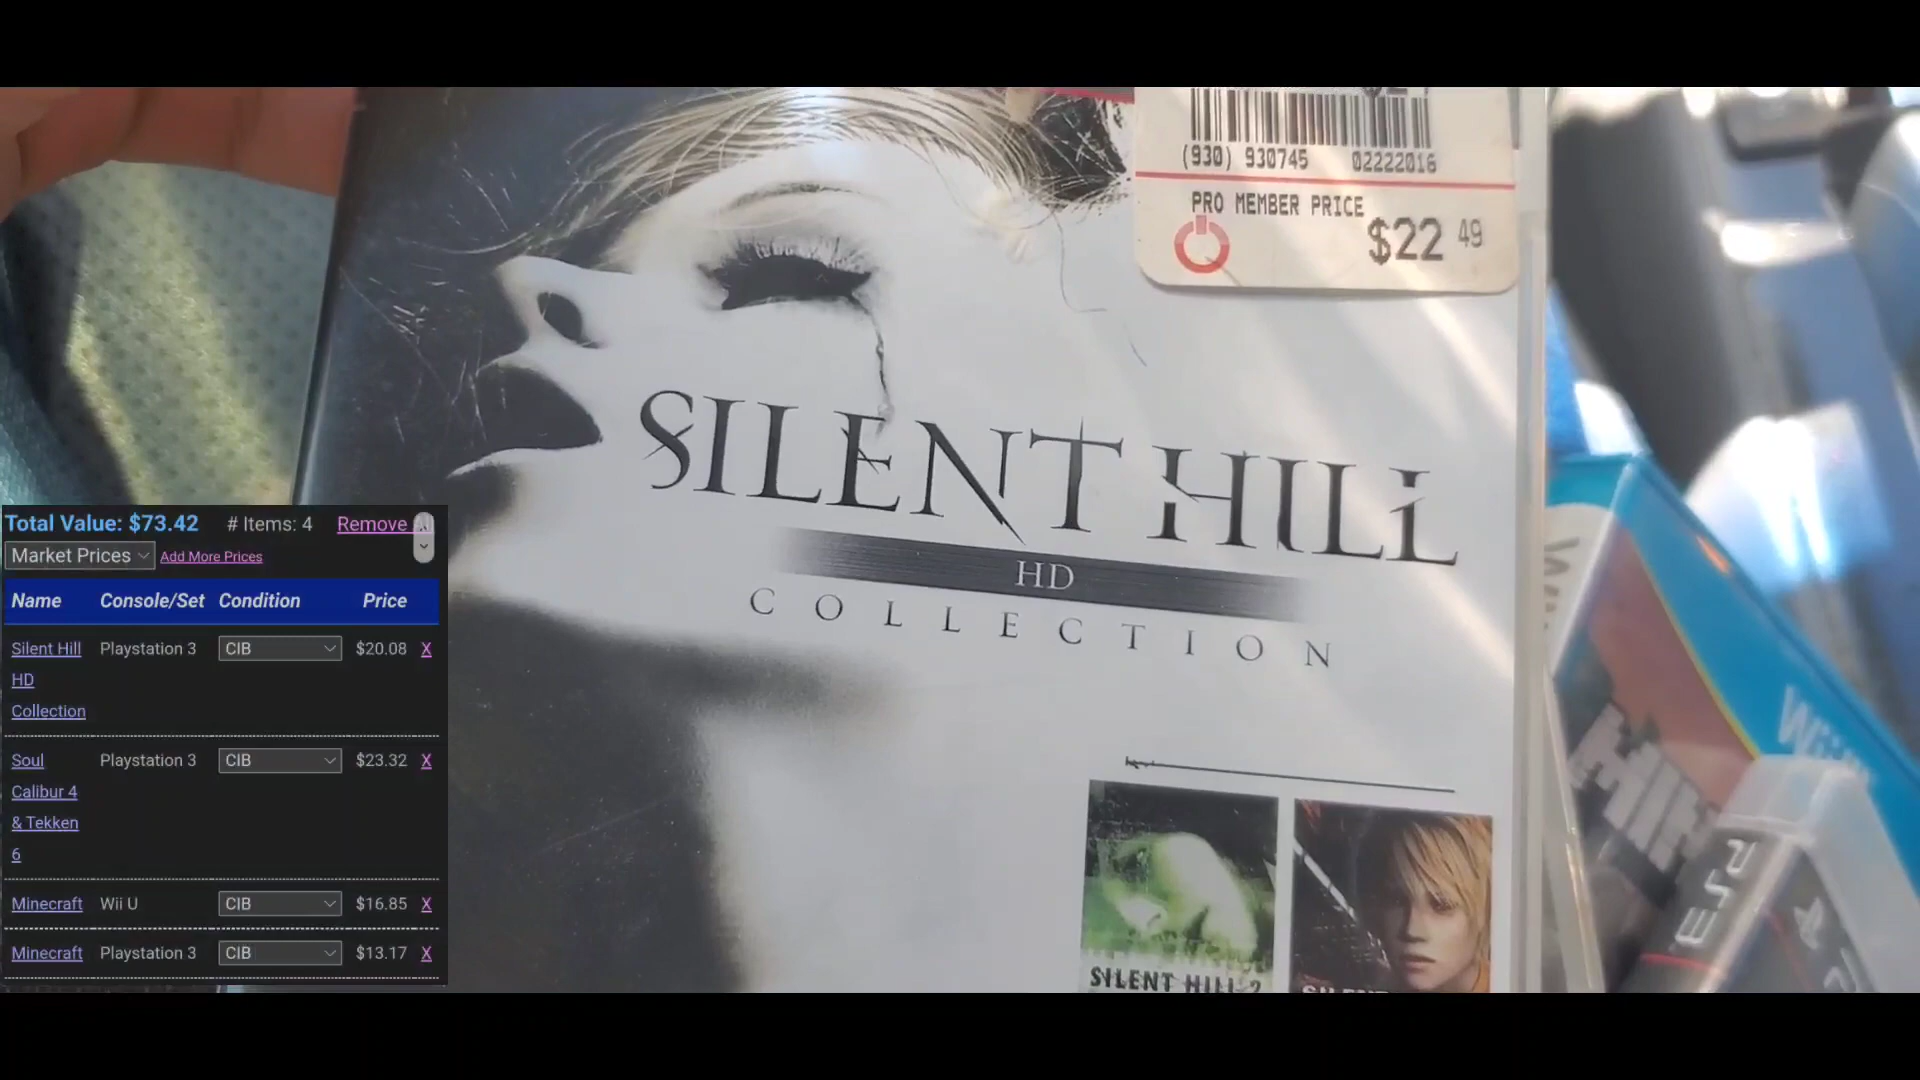 (930) 930745 02222016
PRO MEMBER PRICE
$22 49
SILENT HILL
HD
COLLECTION
SILENT HILL 2
Total Value: $73.42 # Items: 4 Remove All
Market Prices Add More Prices
Name Console/Set Condition Price
Silent Hill HD Collection Playstation 3 CIB $20.08 X
Soul Calibur 4 & Tekken 6 Playstation 3 CIB $23.32 X
Minecraft Wii U CIB $16.85 X
Minecraft Playstation 3 CIB $13.17 X
Wii U
PS3